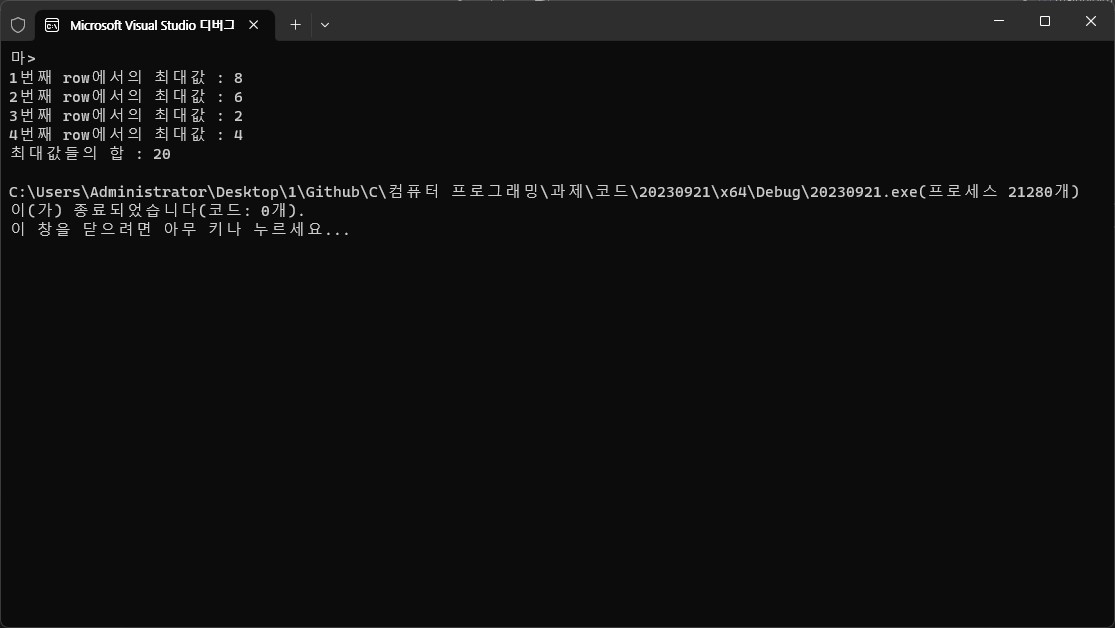 Microsoft Visual Studio 디버그
마>
1번째 row에서의 최대값 : 8
2번째 row에서의 최대값 : 6
3번째 row에서의 최대값 : 2
4번째 row에서의 최대값 : 4
최대값들의 합 : 20
C:\Users\Administrator\Desktop\1\Github\C\컴퓨터 프로그래밍\과제\코드\20230921\x64\Debug\20230921.exe(프로세스 21280개)
이(가) 종료되었습니다(코드: 0개).
이 창을 닫으려면 아무 키나 누르세요...